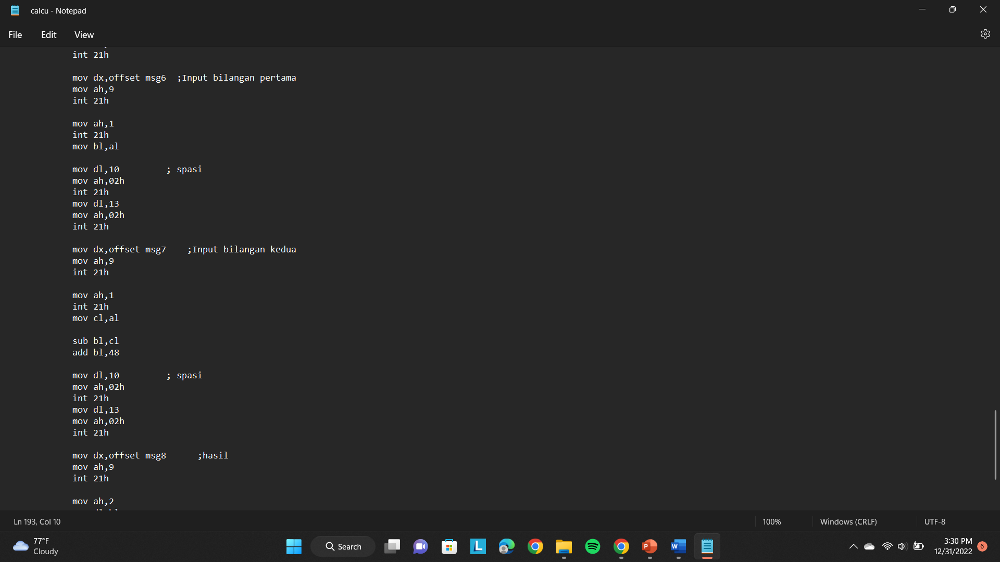 calcu - Notepad
File Edit View
int 21h
mov dx,offset msg6 ;Input bilangan pertama
mov ah,9
int 21h
mov ah,1
int 21h
mov bl,al
mov dl,10 ; spasi
mov ah,02h
int 21h
mov dl,13
mov ah,02h
int 21h
mov dx,offset msg7 ;Input bilangan kedua
mov ah,9
int 21h
mov ah,1
int 21h
mov cl,al
sub bl,cl
add bl,48
mov dl,10 ; spasi
mov ah,02h
int 21h
mov dl,13
mov ah,02h
int 21h
mov dx,offset msg8 ;hasil
mov ah,9
int 21h
mov ah,2
Ln 193, Col 10 100% Windows (CRLF) UTF-8
77°F
Cloudy
Search
3:30 PM
12/31/2022
6